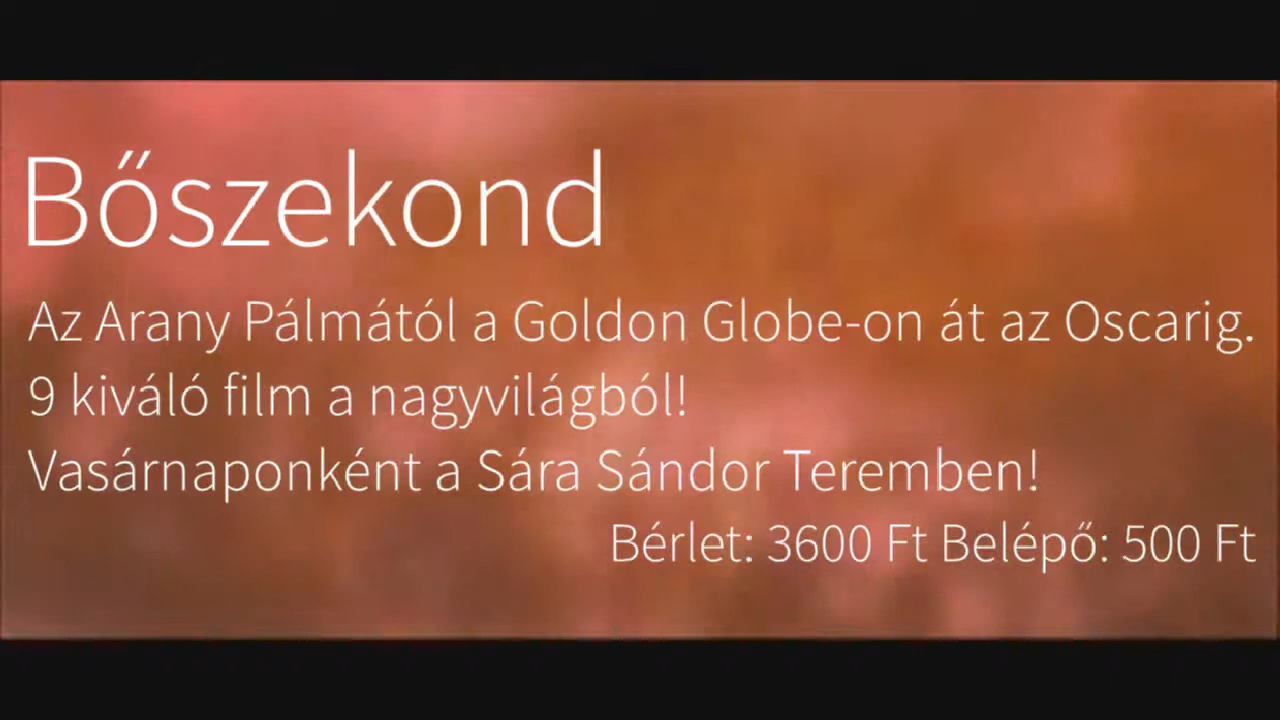 Bőszekond
Az Arany Pálmától a Goldon Globe-on át az Oscarig.
9 kiváló film a nagyvilágból!
Vasárnaponként a Sára Sándor Teremben!
Bérlet: 3600 Ft Belépő: 500 Ft